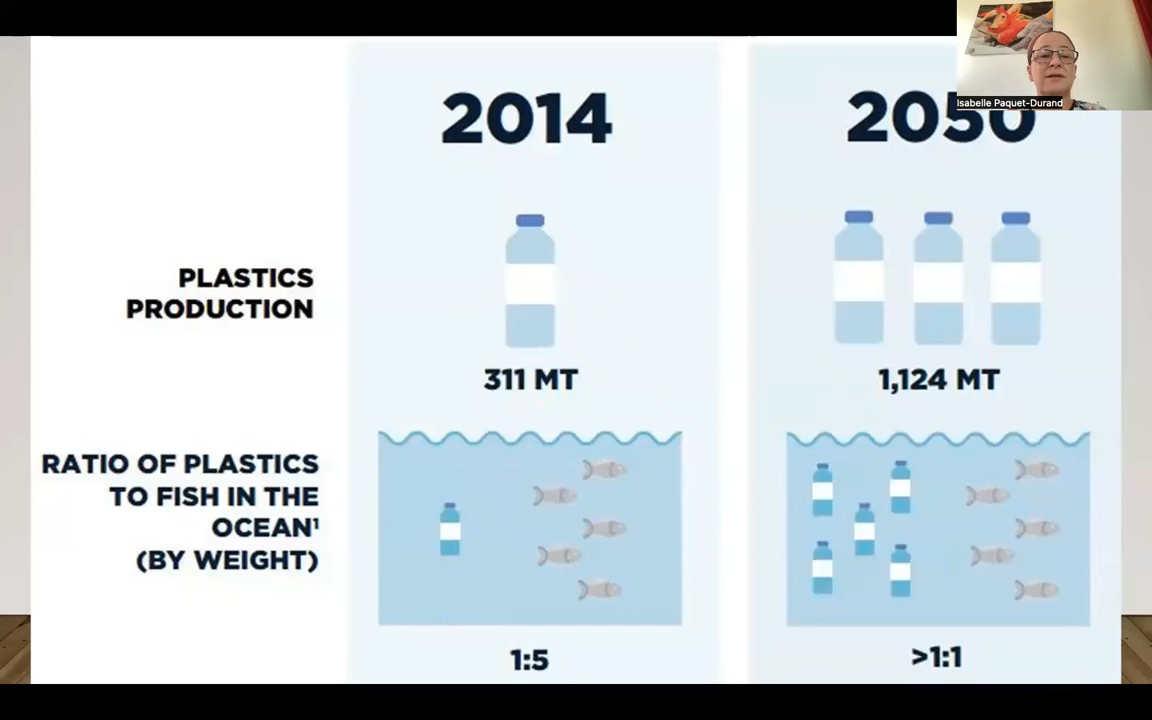 Isabelle Paquet-Durand
2014
2050
PLASTICS
PRODUCTION
311 MT
1,124 MT
RATIO OF PLASTICS
TO FISH IN THE
OCEAN¹
(BY WEIGHT)
1:5
>1:1